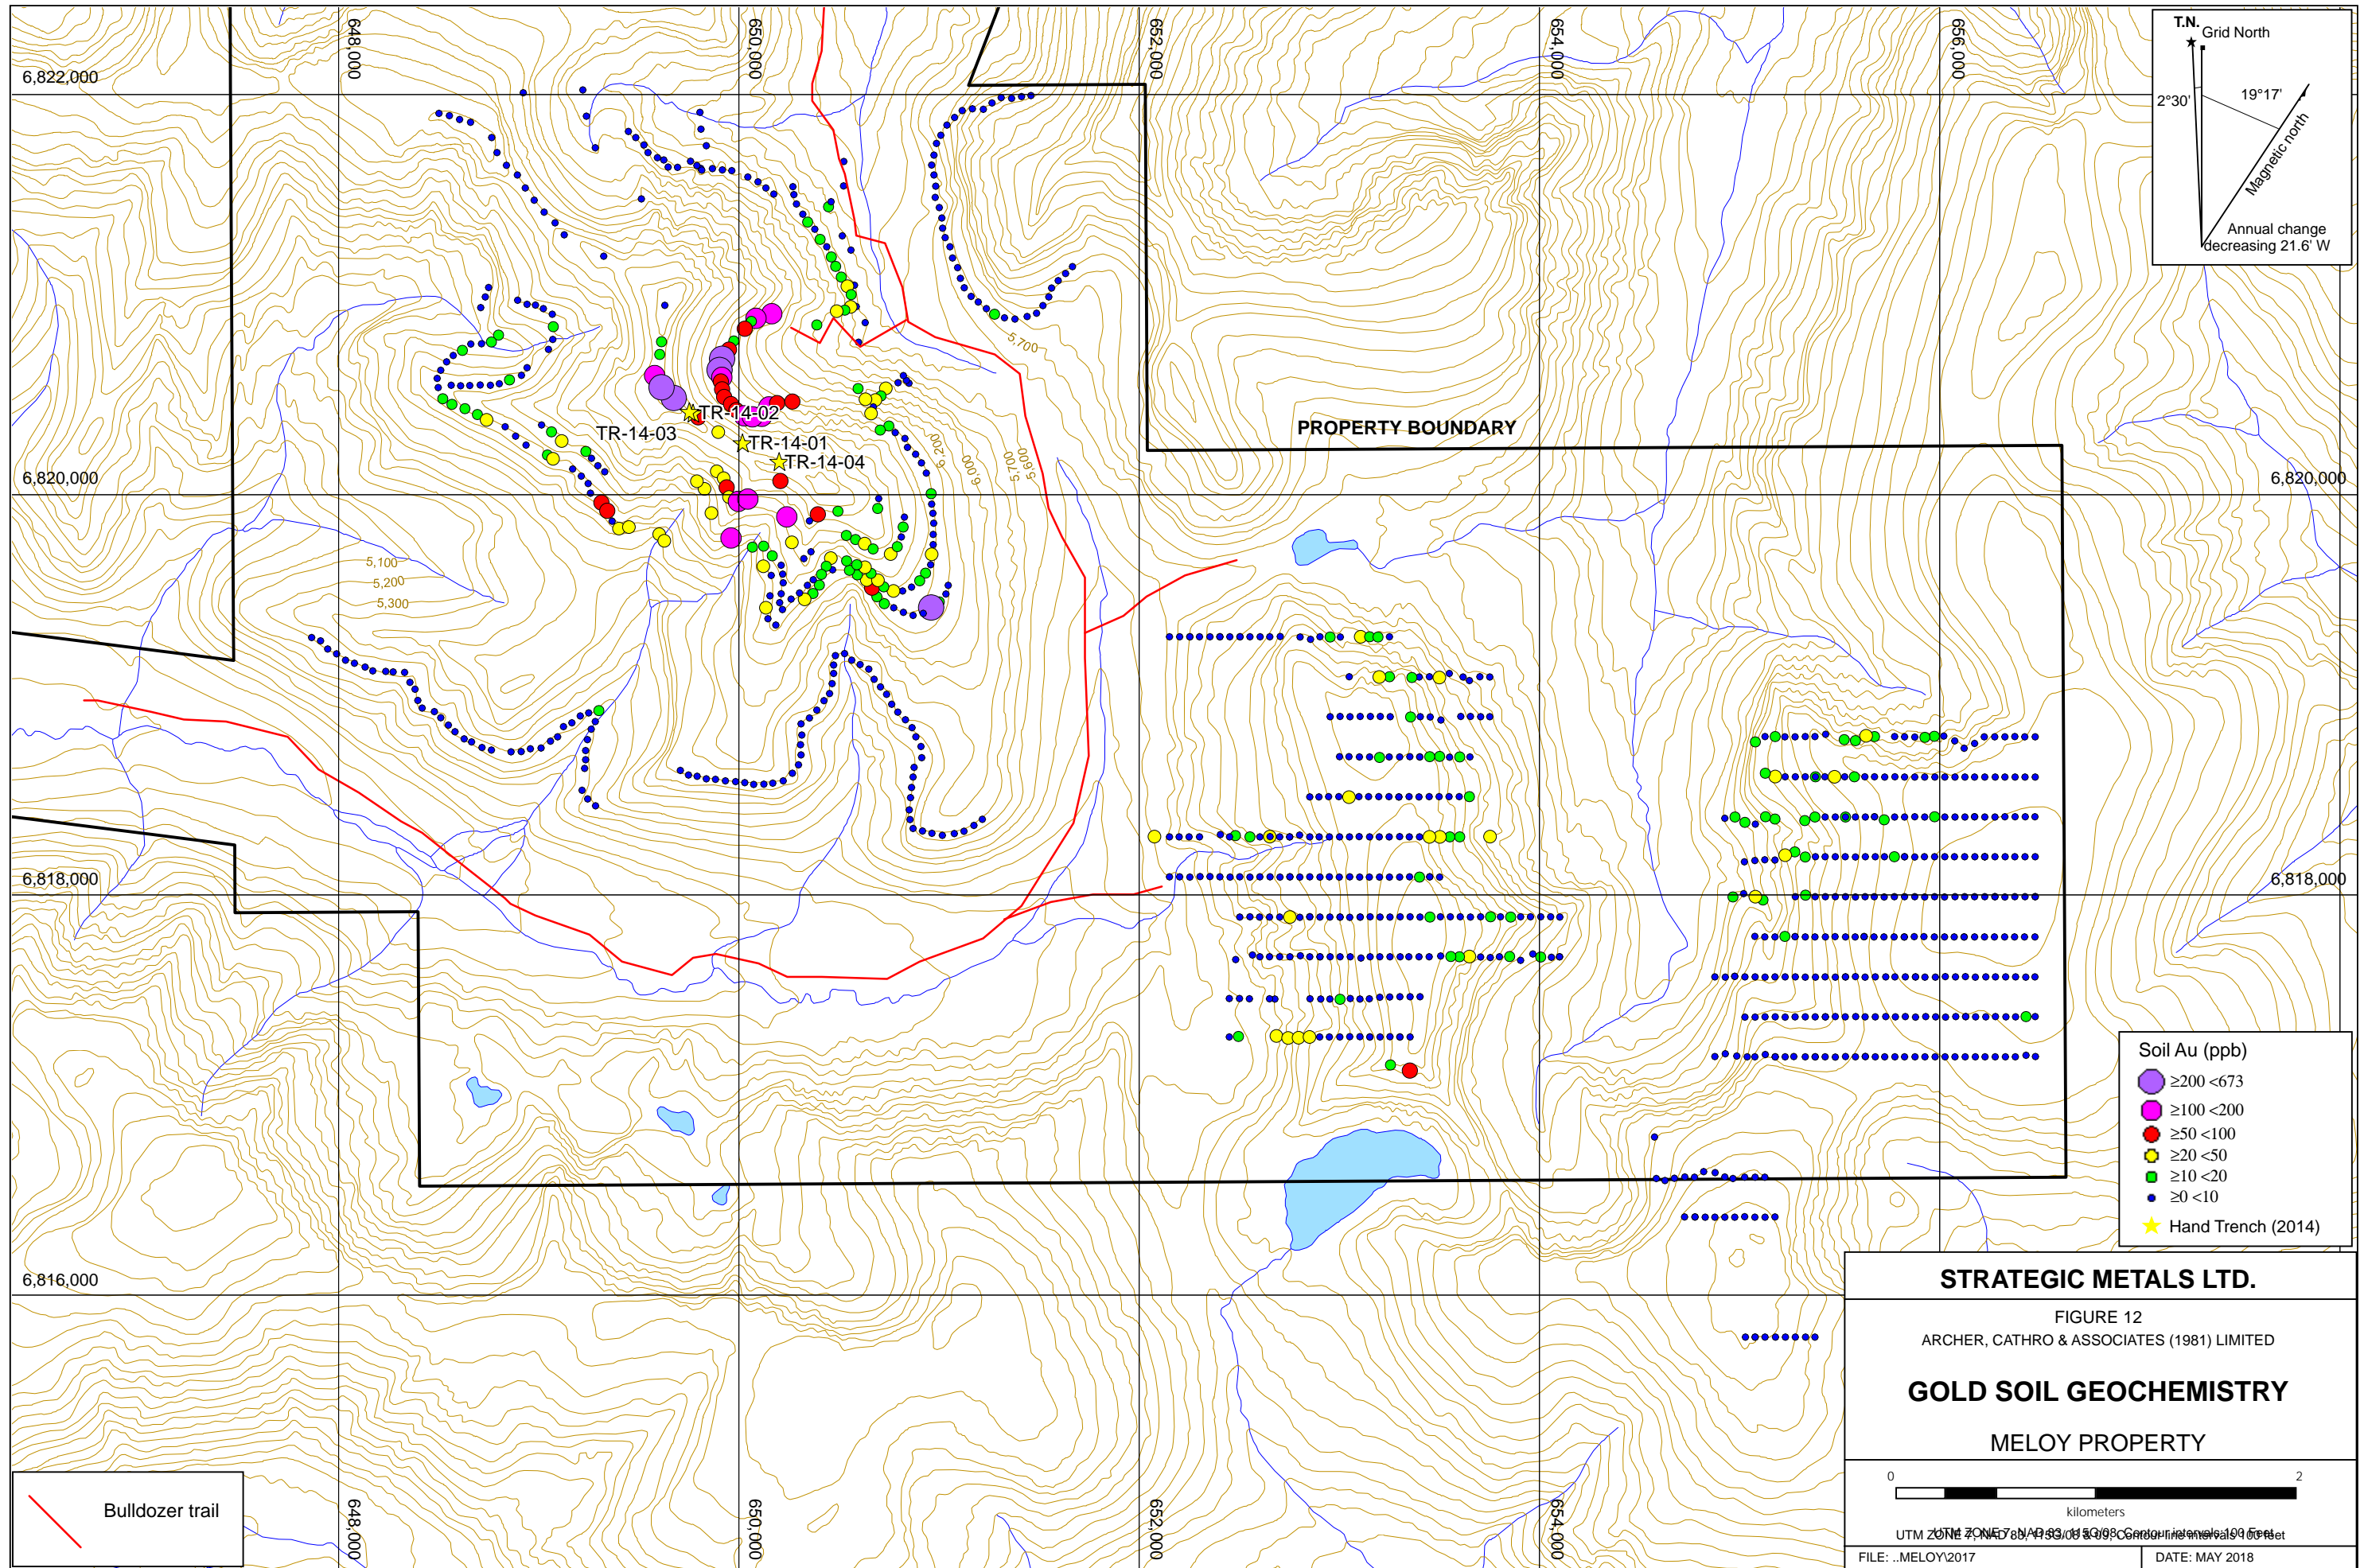 648,000
650,000
652,000
654,000
656,000
T.N.
Grid North
2°30'
19°17'
Magnetic north
Annual change
decreasing 21.6' W
6,822,000
5,700
TR-14-02
TR-14-03
TR-14-01
TR-14-04
PROPERTY BOUNDARY
6,200
6,000
5,700
5,600
6,820,000
6,820,000
5,100
5,200
5,300
6,818,000
6,818,000
Soil Au (ppb)
≥200 <673
≥100 <200
≥50 <100
≥20 <50
≥10 <20
≥0 <10
Hand Trench (2014)
6,816,000
STRATEGIC METALS LTD.
FIGURE 12
ARCHER, CATHRO & ASSOCIATES (1981) LIMITED
GOLD SOIL GEOCHEMISTRY
MELOY PROPERTY
0 2
kilometers
UTM ZONE 7, NAD 83,
FILE: ..MELOY\2017
DATE: MAY 2018
Bulldozer trail
648,000
650,000
652,000
654,000